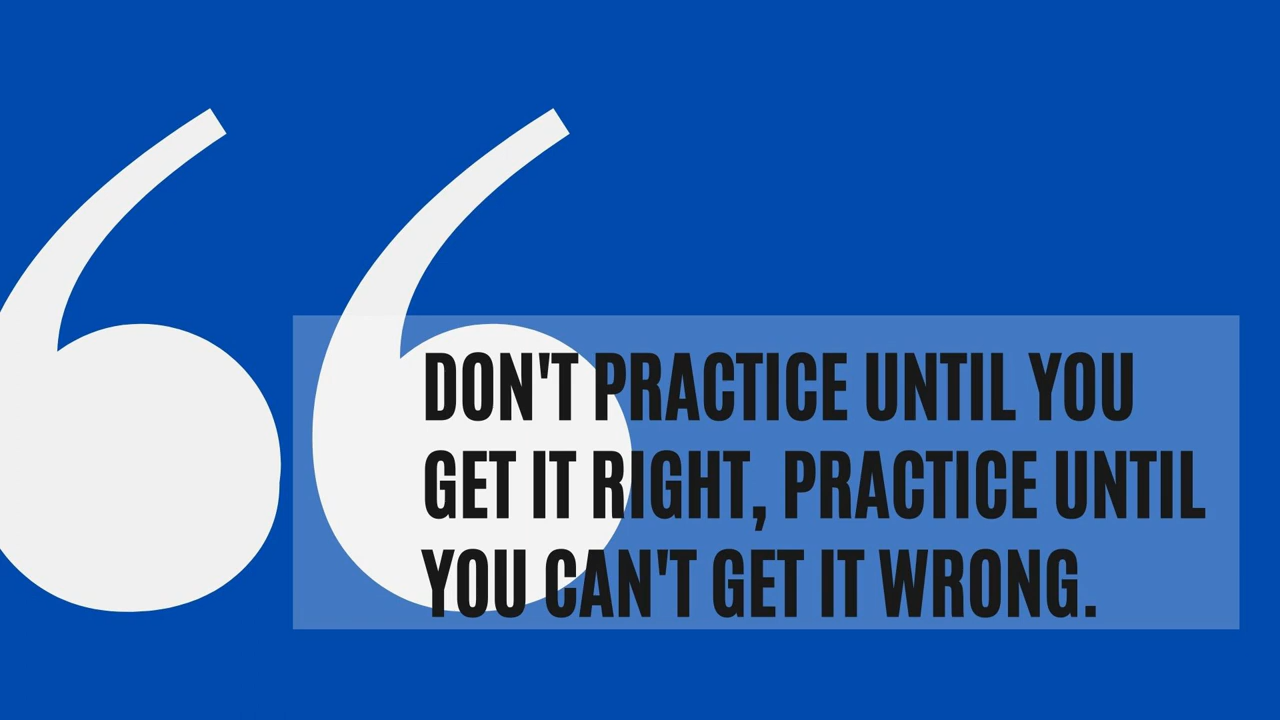 DON'T PRACTICE UNTIL YOU
GET IT RIGHT, PRACTICE UNTIL
YOU CAN'T GET IT WRONG.